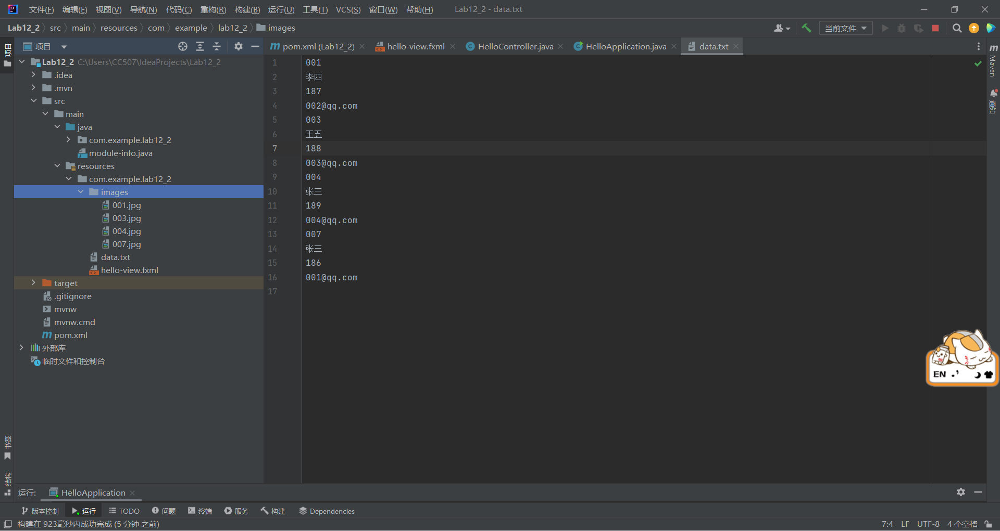 文件(F) 编辑(E) 视图(V) 导航(N) 代码(C) 重构(R) 构建(B) 运行(U) 工具(T) VCS(S) 窗口(W) 帮助(H) Lab12_2 - data.txt
Lab12_2 src main resources com example lab12_2 images 当前文件
项目 pom.xml (Lab12_2) hello-view.fxml HelloController.java HelloApplication.java data.txt
项目
Lab12_2 C:\Users\CC507\IdeaProjects\Lab12_2
.idea
.mvn
src
main
java
com.example.lab12_2
module-info.java
resources
com.example.lab12_2
images
001.jpg
003.jpg
004.jpg
007.jpg
data.txt
hello-view.fxml
target
.gitignore
mvnw
mvnw.cmd
pom.xml
外部库
临时文件和控制台
1 001
2 李四
3 187
4 002@qq.com
5 003
6 王五
7 188
8 003@qq.com
9 004
10 张三
11 189
12 004@qq.com
13 007
14 张三
15 186
16 001@qq.com
17
Maven
通知
EN
书签
结构
运行: HelloApplication
版本控制 运行 TODO 问题 终端 服务 构建 Dependencies
构建在 923毫秒内成功完成 (5 分钟 之前) 7:4 LF UTF-8 4 个空格